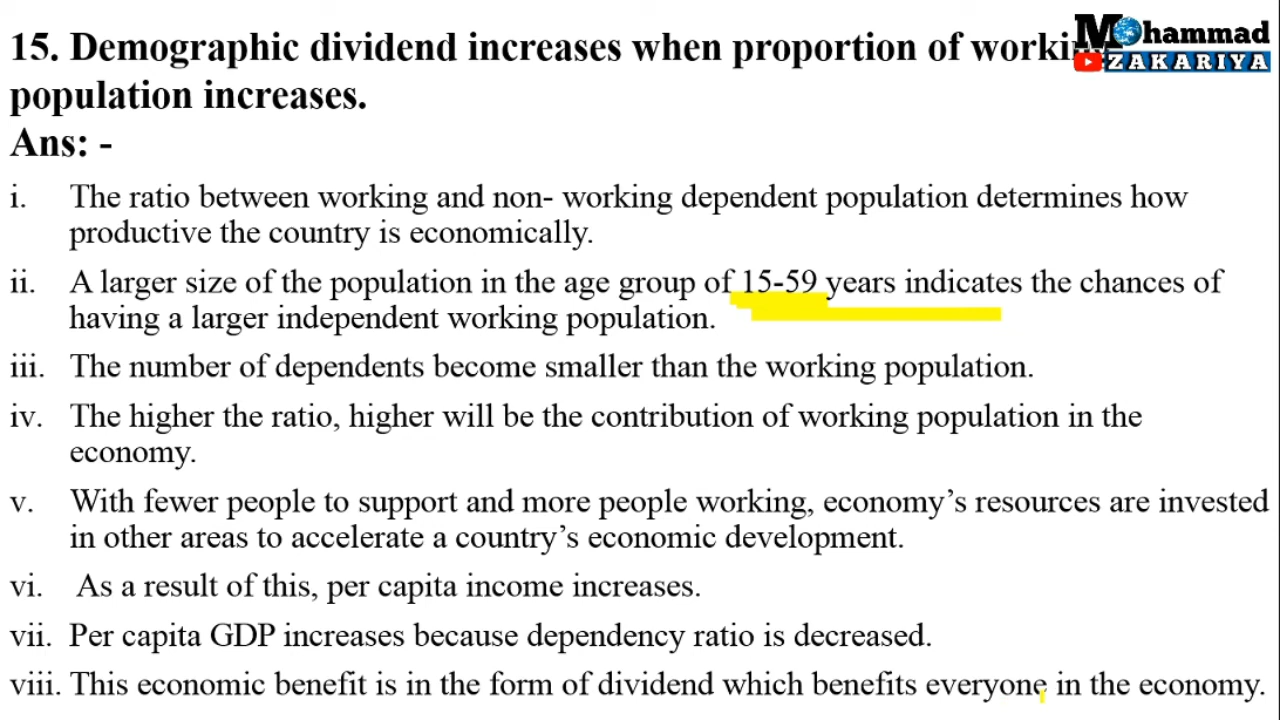 15. Demographic dividend increases when proportion of worki
Mohammad
ZAKARIYA
population increases.
Ans: -
i. The ratio between working and non- working dependent population determines how
productive the country is economically.
ii. A larger size of the population in the age group of 15-59 years indicates the chances of
having a larger independent working population.
iii. The number of dependents become smaller than the working population.
iv. The higher the ratio, higher will be the contribution of working population in the
economy.
v. With fewer people to support and more people working, economy’s resources are invested
in other areas to accelerate a country’s economic development.
vi. As a result of this, per capita income increases.
vii. Per capita GDP increases because dependency ratio is decreased.
viii. This economic benefit is in the form of dividend which benefits everyone in the economy.